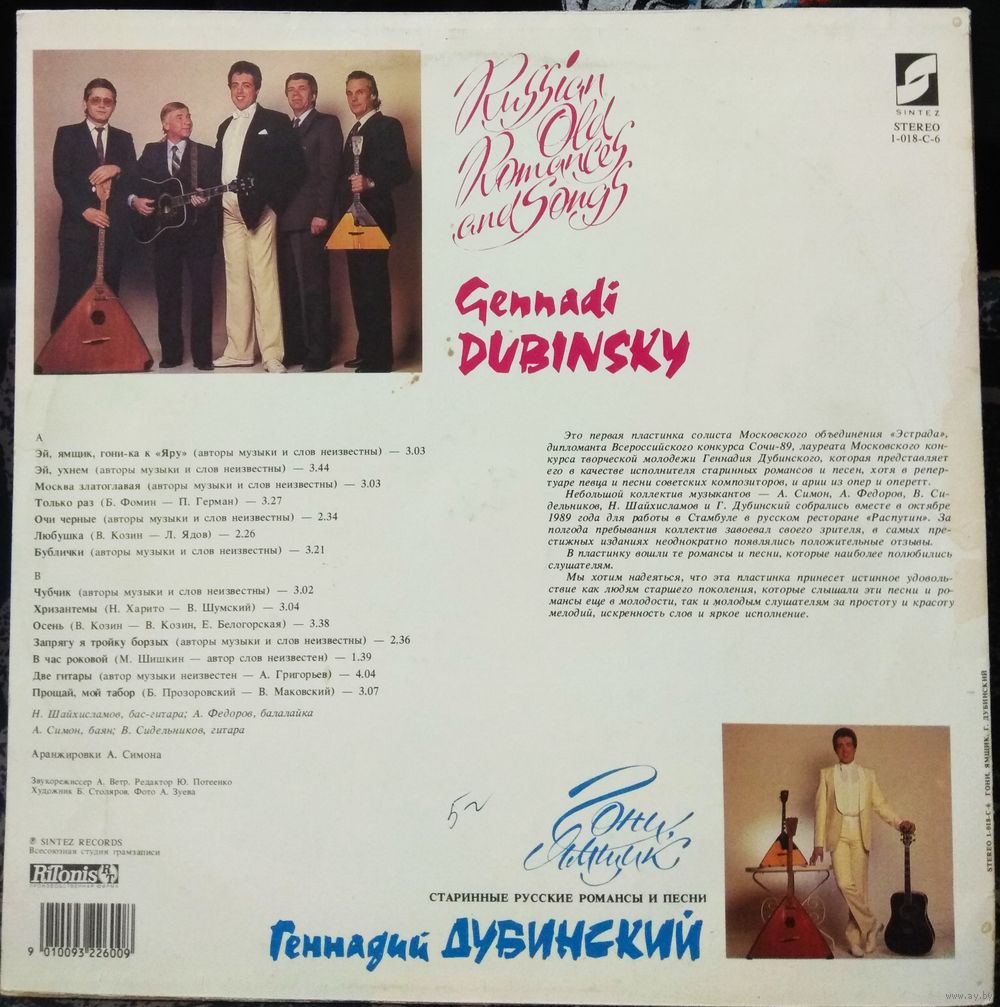 Russian
Old
Romances
and Songs
SINTEZ
STEREO
1-018-C-6
Gennadi
DUBINSKY
А
Эй, ямщик, гони-ка к «Яру» (авторы музыки и слов неизвестны) — 3.03
Эй, ухнем (авторы музыки и слов неизвестны) — 3.44
Москва златоглавая (авторы музыки и слов неизвестны) — 3.03
Только раз (Б. Фомин — П. Герман) — 3.27
Очи черные (авторы музыки и слов неизвестны) — 2.34
Любушка (В. Козин — Л. Ядов) — 2.26
Бублички (авторы музыки и слов неизвестны) — 3.21
В
Чубчик (авторы музыки и слов неизвестны) — 3.02
Хризантемы (Н. Харито — В. Шумский) — 3.04
Осень (В. Козин — В. Козин, Е. Белогорская) — 3.38
Запрягу я тройку борзых (авторы музыки и слов неизвестны) — 2.36
В час роковой (М. Шишкин — автор слов неизвестен) — 1.39
Две гитары (автор музыки неизвестен — А. Григорьев) — 4.04
Прощай, мой табор (Б. Прозоровский — В. Маковский) — 3.07
Н. Шайхисламов, бас-гитара; А. Федоров, балалайка
А. Симон, баян; В. Сидельников, гитара
Аранжировки А. Симона
Звукорежиссер А. Ветр. Редактор Ю. Потеенко
Художник Б. Столяров. Фото А. Зуева
℗ SINTEZ RECORDS
Всесоюзная студия грамзаписи
RiTonis RT
ПРОИЗВОДСТВЕННАЯ ФИРМА
9 010093 226009
Это первая пластинка солиста Московского объединения «Эстрада»,
дипломанта Всероссийского конкурса Сочи-89, лауреата Московского кон-
курса творческой молодежи Геннадия Дубинского, которая представляет
его в качестве исполнителя старинных романсов и песен, хотя в репер-
туаре певца и песни советских композиторов, и арии из опер и оперетт.
Небольшой коллектив музыкантов — А. Симон, А. Федоров, В. Си-
дельников, Н. Шайхисламов и Г. Дубинский собрались вместе в октябре
1989 года для работы в Стамбуле в русском ресторане «Распутин». За
полгода пребывания коллектив завоевал своего зрителя, в самых пре-
стижных изданиях неоднократно появлялись положительные отзывы.
В пластинку вошли те романсы и песни, которые наиболее полюбились
слушателям.
Мы хотим надеяться, что эта пластинка принесет истинное удоволь-
ствие как людям старшего поколения, которые слышали эти песни и ро-
мансы еще в молодости, так и молодым слушателям за простоту и красоту
мелодий, искренность слов и яркое исполнение.
Гони,
Ямщик
СТАРИННЫЕ РУССКИЕ РОМАНСЫ И ПЕСНИ
Геннадий ДУБИНСКИЙ
STEREO 1-018-C-6 ГОНИ, ЯМЩИК, Г. ДУБИНСКИЙ
www.ay.by